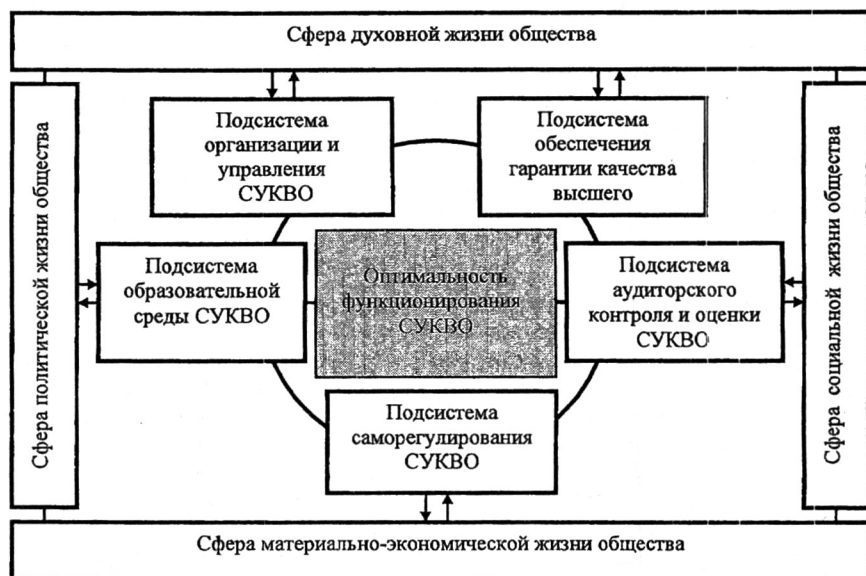 Сфера духовной жизни общества
Сфера политической жизни общества
Подсистема
организации и
управления
СУКВО
Подсистема
обеспечения
гарантии качества
высшего
Подсистема
образовательной
среды СУКВО
Оптимальность
функционирования
СУКВО
Подсистема
аудиторского
контроля и оценки
СУКВО
Подсистема
саморегулирования
СУКВО
Сфера социальной жизни общества
Сфера материально-экономической жизни общества